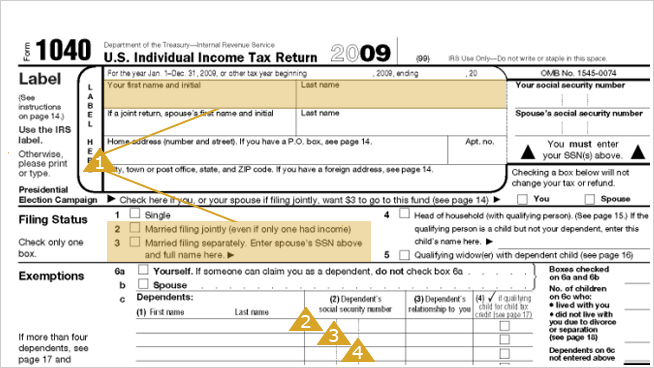 Form 1040 Department of the Treasury—Internal Revenue Service
U.S. Individual Income Tax Return 2009 (99) IRS Use Only—Do not write or staple in this space.
Label
(See
instructions
on page 14.)
Use the IRS
label.
Otherwise,
please print
or type.
Presidential
Election Campaign
L
A
B
E
L
H
E
1
For the year Jan. 1–Dec. 31, 2009, or other tax year beginning , 2009, ending , 20
Your first name and initial Last name
If a joint return, spouse's first name and initial Last name
Home address (number and street). If you have a P.O. box, see page 14. Apt. no.
City, town or post office, state, and ZIP code. If you have a foreign address, see page 14.
OMB No. 1545-0074
Your social security number
Spouse's social security number
You must enter
your SSN(s) above.
Checking a box below will not
change your tax or refund.
Check here if you, or your spouse if filing jointly, want $3 to go to this fund (see page 14) You Spouse
Filing Status
Check only one
box.
1 Single
2 Married filing jointly (even if only one had income)
3 Married filing separately. Enter spouse's SSN above
and full name here.
4 Head of household (with qualifying person). (See page 15.) If the
qualifying person is a child but not your dependent, enter this
child's name here.
5 Qualifying widow(er) with dependent child (see page 16)
Exemptions
If more than four
dependents, see
page 17 and
6a Yourself. If someone can claim you as a dependent, do not check box 6a
b Spouse
c Dependents:
(1) First name Last name
(2) Dependent's
social security number
(3) Dependent's
relationship to you
(4) ✓ if qualifying
child for child tax
credit (see page 17)
2
3
4
Boxes checked
on 6a and 6b
No. of children
on 6c who:
• lived with you
• did not live with
you due to divorce
or separation
(see page 18)
Dependents on 6c
not entered above